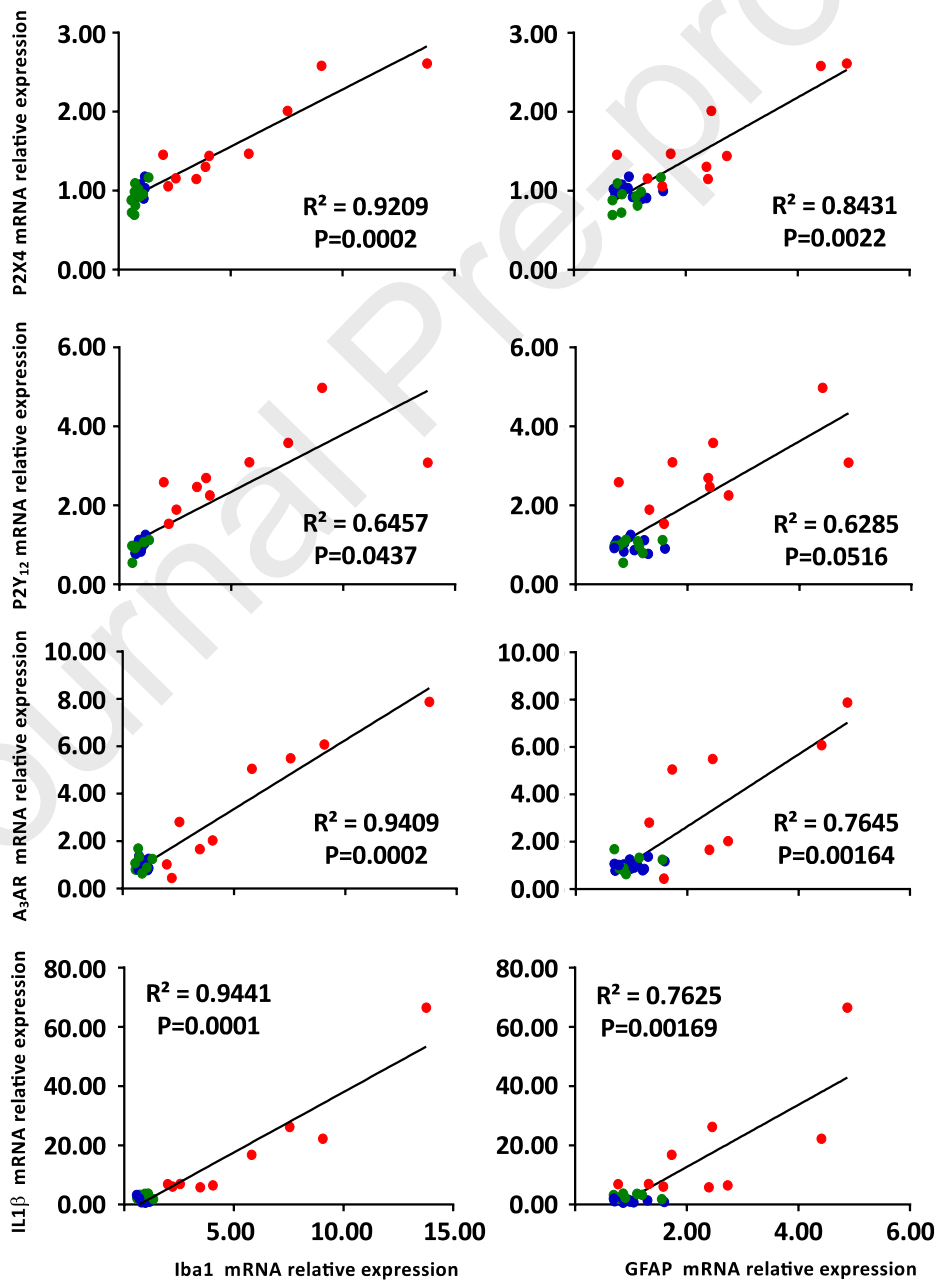 3.00
2.00
1.00
0.00
P2X4 mRNA relative expression
R² = 0.9209
P=0.0002
3.00
2.00
1.00
0.00
R² = 0.8431
P=0.0022
6.00
4.00
2.00
0.00
P2Y₁₂ mRNA relative expression
R² = 0.6457
P=0.0437
6.00
4.00
2.00
0.00
R² = 0.6285
P=0.0516
10.00
8.00
6.00
4.00
2.00
0.00
A₃AR mRNA relative expression
R² = 0.9409
P=0.0002
10.00
8.00
6.00
4.00
2.00
0.00
R² = 0.7645
P=0.00164
80.00
60.00
40.00
20.00
0.00
IL1β mRNA relative expression
R² = 0.9441
P=0.0001
5.00 10.00 15.00
Iba1 mRNA relative expression
80.00
60.00
40.00
20.00
0.00
R² = 0.7625
P=0.00169
2.00 4.00 6.00
GFAP mRNA relative expression
ournal Pre-pro